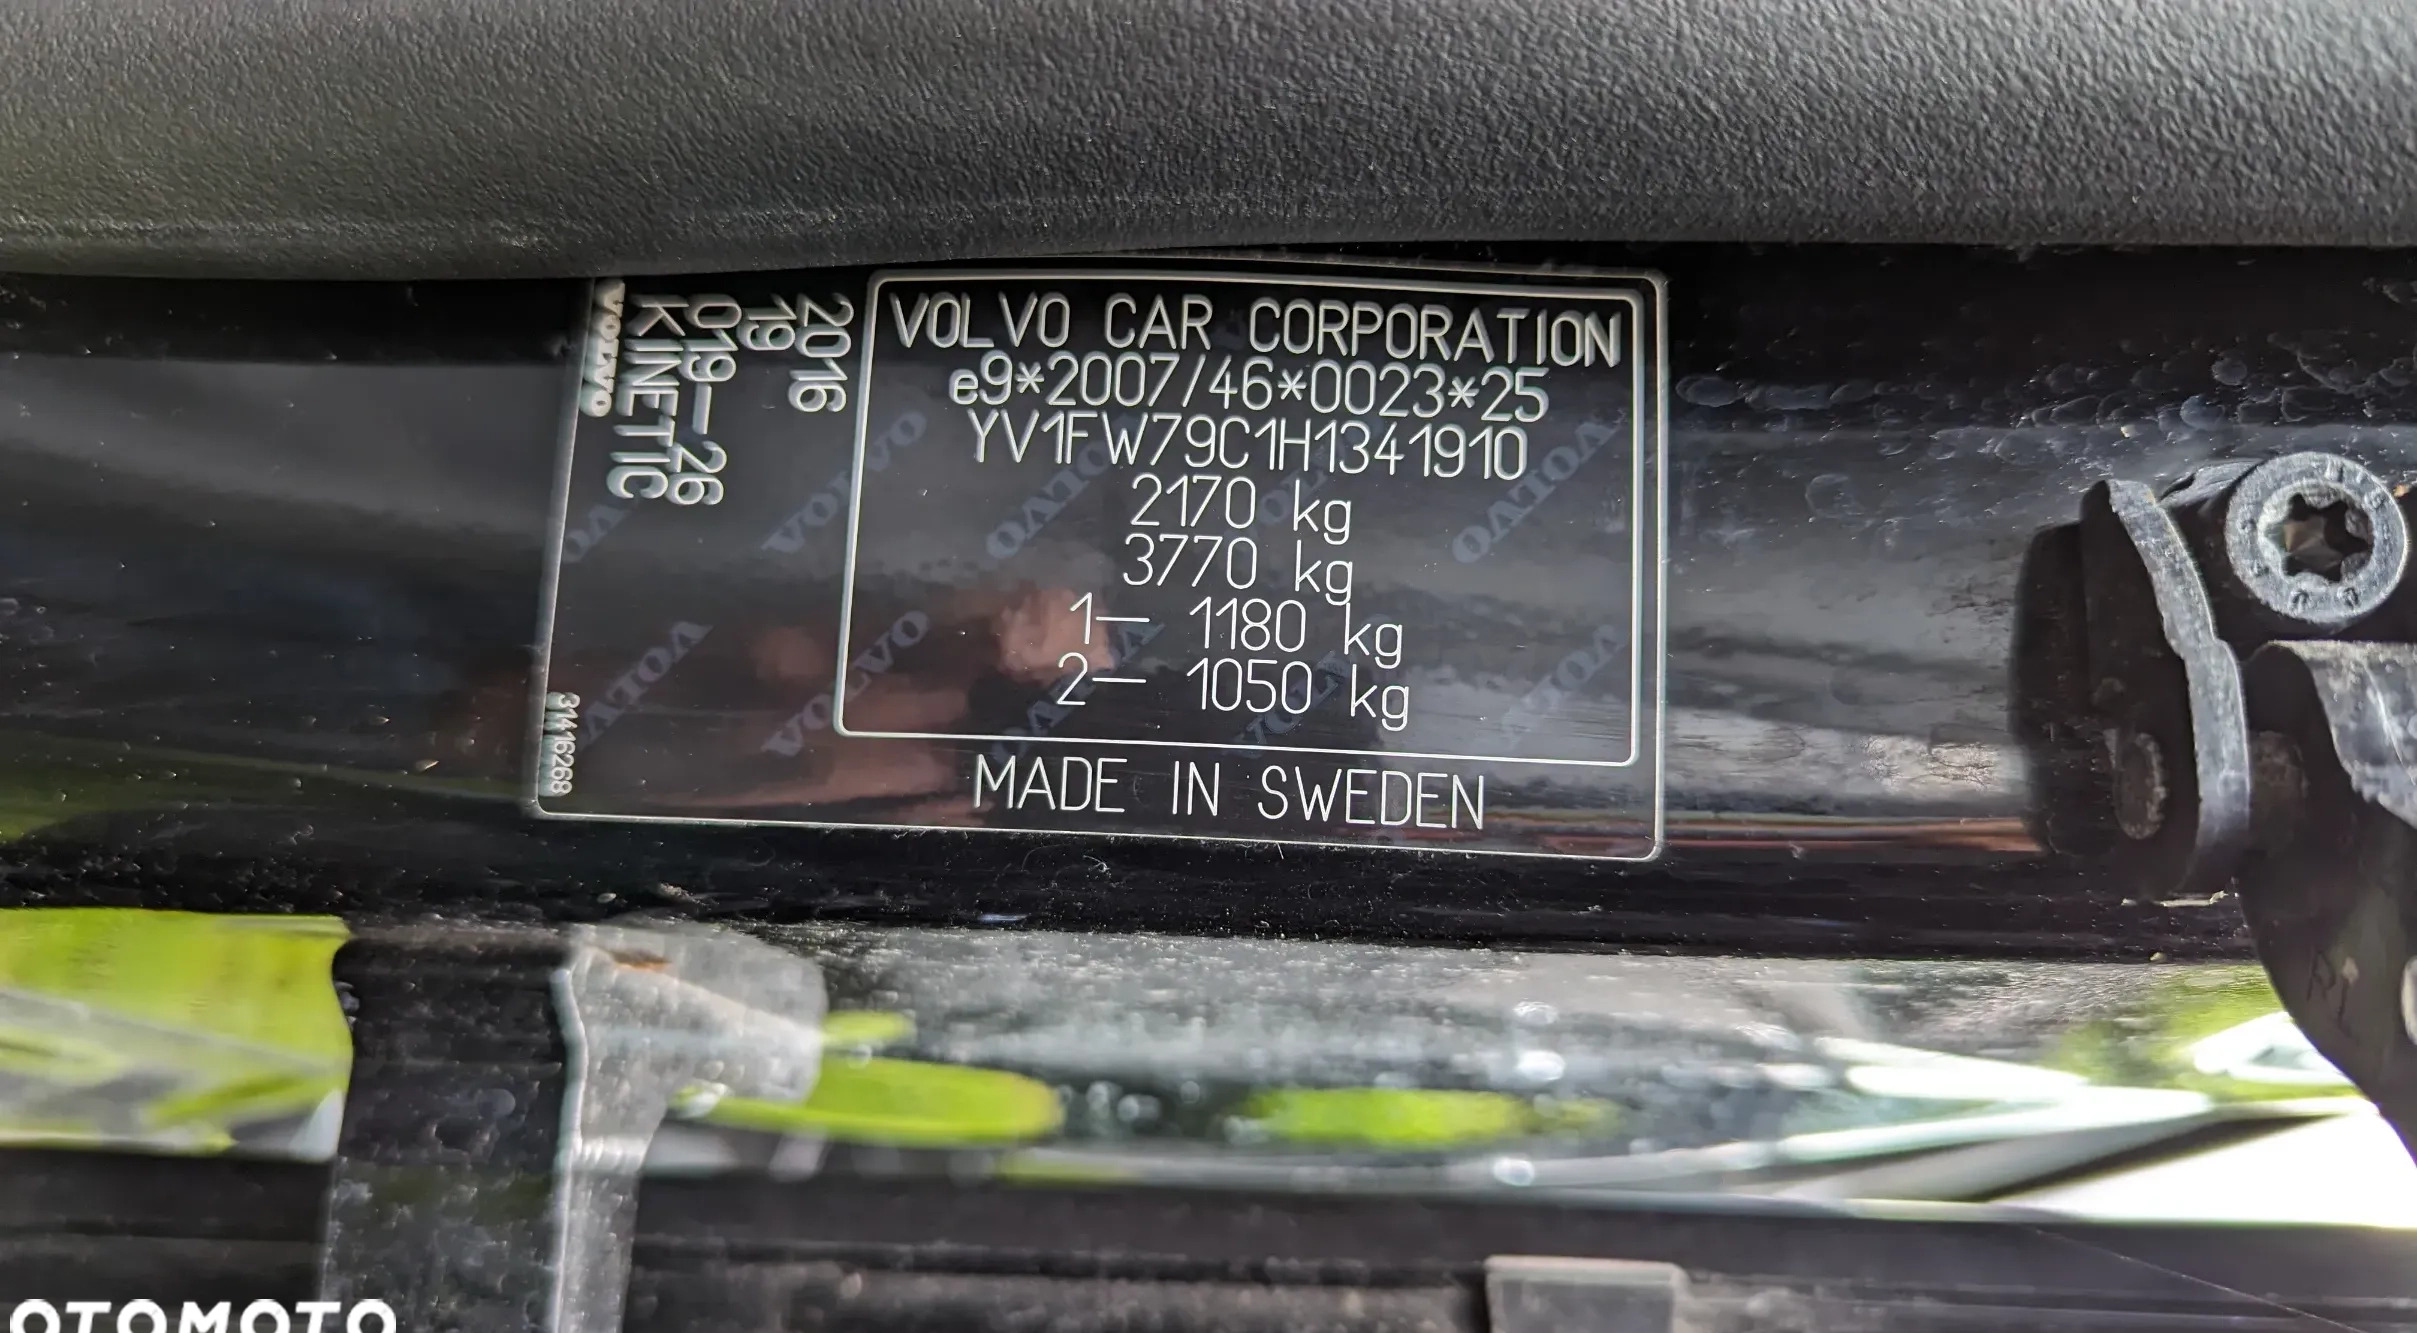 VOLVO CAR CORPORATION
e9*2007/46*0023*25
YV1FW79C1H1341910
2170 kg
3770 kg
1— 1180 kg
2— 1050 kg
MADE IN SWEDEN
2016
19
019—26
KINETIC
VOLVO
31416268
OTOMOTO